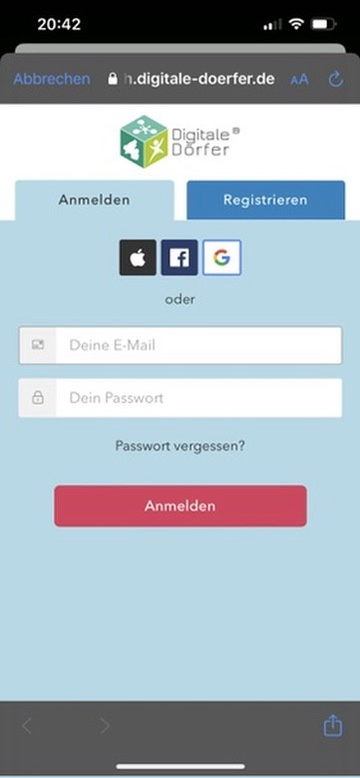 20:42
Abbrechen h.digitale-doerfer.de AA
Digitale®
Dörfer
Anmelden Registrieren
oder
Deine E-Mail
Dein Passwort
Passwort vergessen?
Anmelden